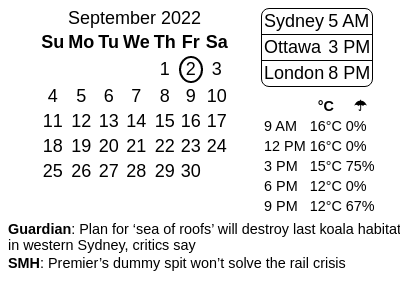 September 2022
Su Mo Tu We Th Fr Sa
1 2 3
4 5 6 7 8 9 10
11 12 13 14 15 16 17
18 19 20 21 22 23 24
25 26 27 28 29 30
Sydney 5 AM
Ottawa 3 PM
London 8 PM
°C ☂
9 AM 16°C 0%
12 PM 16°C 0%
3 PM 15°C 75%
6 PM 12°C 0%
9 PM 12°C 67%
Guardian: Plan for ‘sea of roofs’ will destroy last koala habitat
in western Sydney, critics say
SMH: Premier’s dummy spit won’t solve the rail crisis